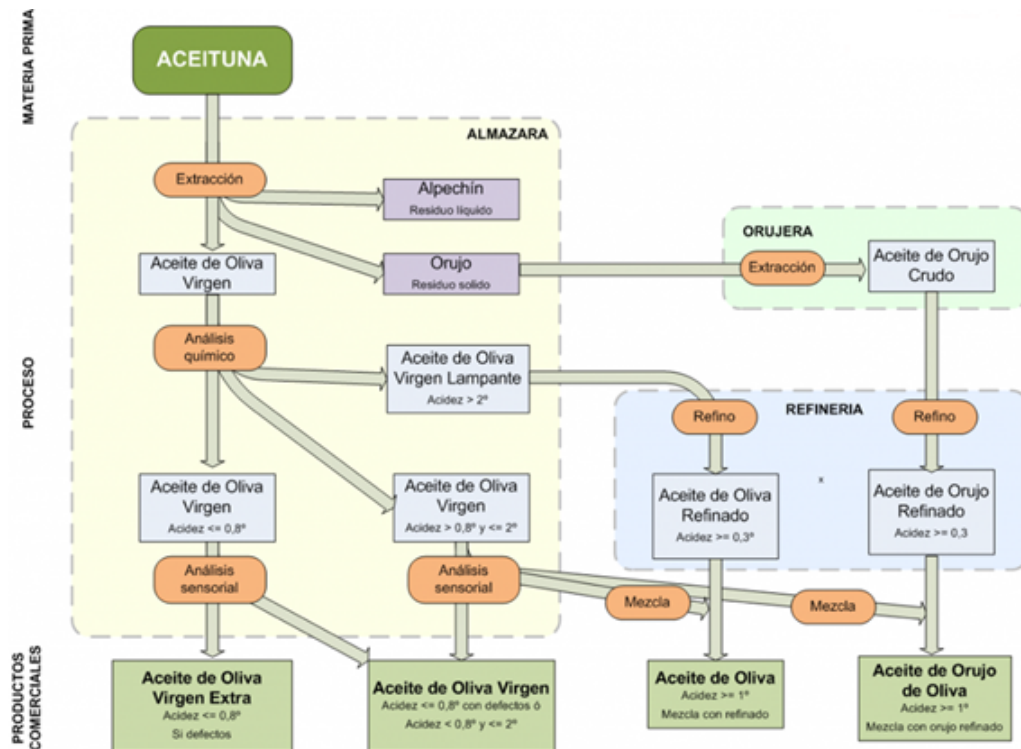 MATERIA PRIMA
ACEITUNA
ALMAZARA
Extracción
Alpechín
Residuo líquido
ORUJERA
Aceite de Oliva
Virgen
Orujo
Residuo solido
Extracción
Aceite de Orujo
Crudo
PROCESO
Análisis
químico
Aceite de Oliva
Virgen Lampante
Acidez > 2º
REFINERIA
Refino
Refino
Aceite de Oliva
Virgen
Acidez <= 0,8º
Aceite de Oliva
Virgen
Acidez > 0,8º y <= 2º
Aceite de Oliva
Refinado
Acidez >= 0,3º
x
Aceite de Orujo
Refinado
Acidez >= 0,3
Análisis
sensorial
Análisis
sensorial
Mezcla
Mezcla
PRODUCTOS
COMERCIALES
Aceite de Oliva
Virgen Extra
Acidez <= 0,8º
Si defectos
Aceite de Oliva Virgen
Acidez <= 0,8º con defectos ó
Acidez < 0,8º y <= 2º
Aceite de Oliva
Acidez >= 1º
Mezcla con refinado
Aceite de Orujo
de Oliva
Acidez >= 1º
Mezcla con orujo refinado